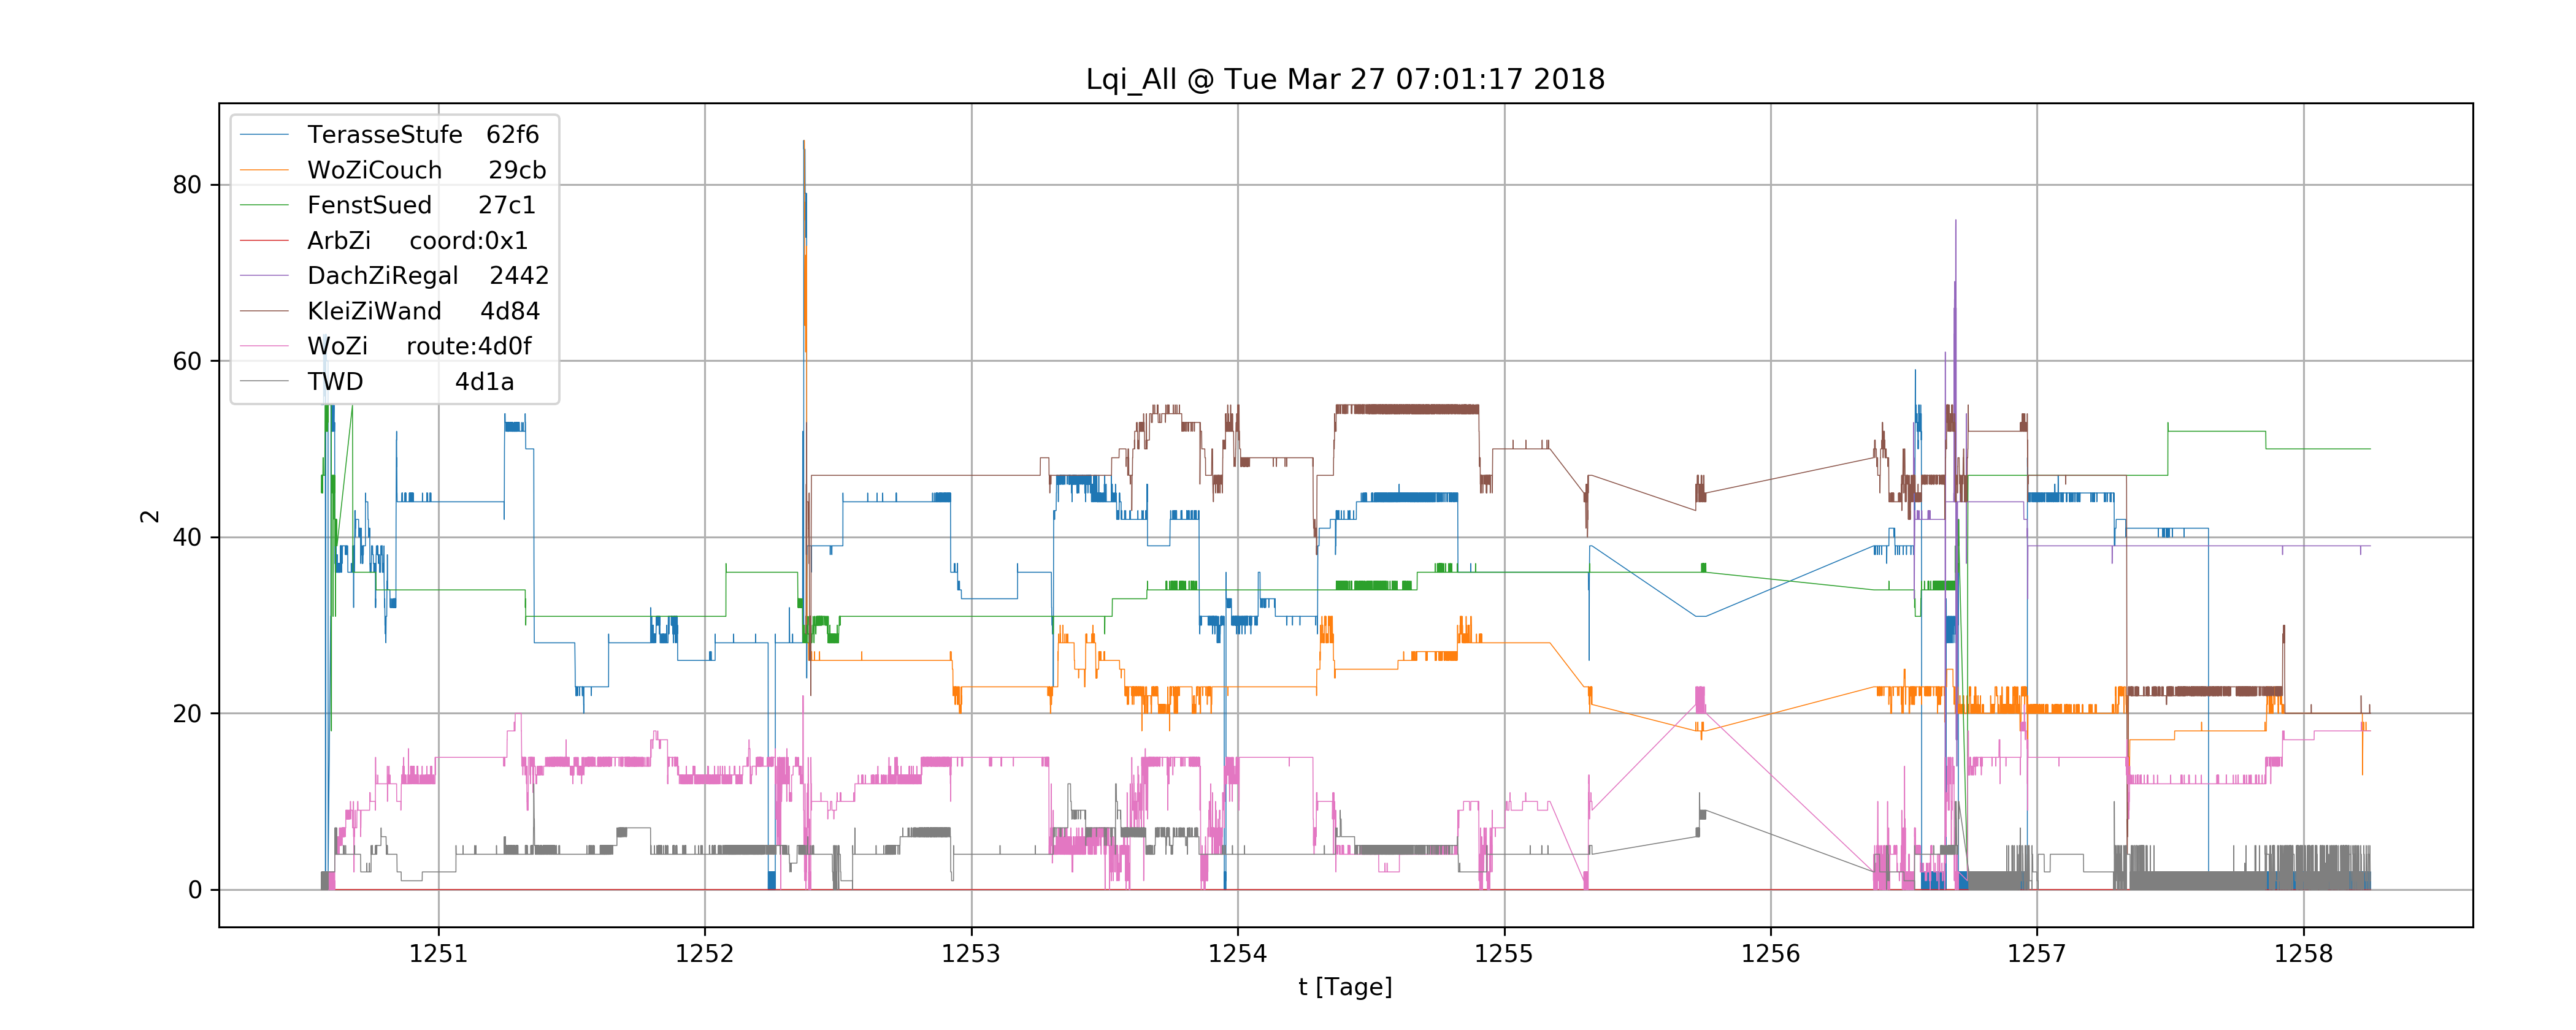 Lqi_All @ Tue Mar 27 07:01:17 2018
TerasseStufe 62f6
WoZiCouch 29cb
FenstSued 27c1
ArbZi coord:0x1
DachZiRegal 2442
KleiZiWand 4d84
WoZi route:4d0f
TWD 4d1a
80
60
40
20
0
2
1251 1252 1253 1254 1255 1256 1257 1258
t [Tage]